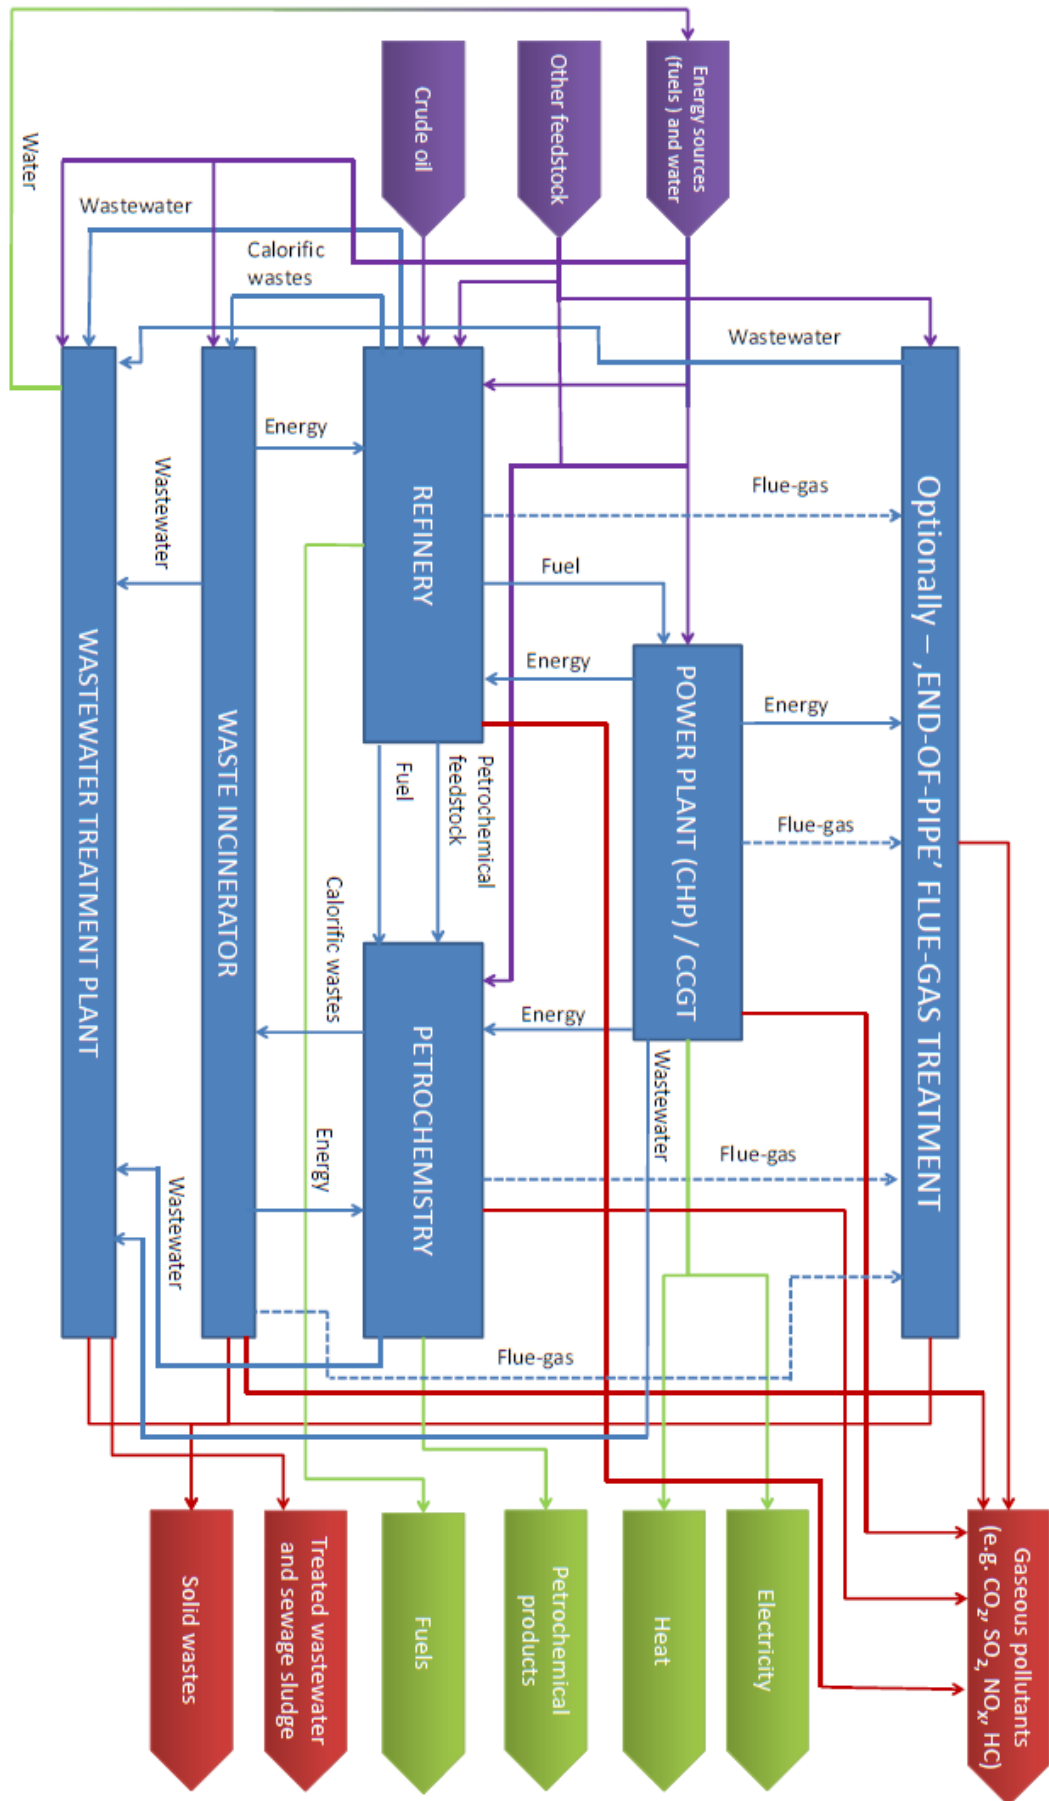 Energy sources
(fuels ) and water
Other feedstock
Crude oil
Water
Wastewater
Calorific
wastes
Wastewater
Energy
Wastewater
Flue-gas
Fuel
Energy
Energy
Flue-gas
Optionally – ‚END-OF-PIPE’ FLUE-GAS TREATMENT
POWER PLANT (CHP) / CCGT
REFINERY
Petrochemical
feedstock
Fuel
PETROCHEMISTRY
WASTE INCINERATOR
WASTEWATER TREATMENT PLANT
Calorific wastes
Energy
Wastewater
Energy
Flue-gas
Wastewater
Flue-gas
Gaseous pollutants
(e.g. CO₂, SO₂, NOₓ, HC)
Electricity
Heat
Petrochemical
products
Fuels
Treated wastewater
and sewage sludge
Solid wastes